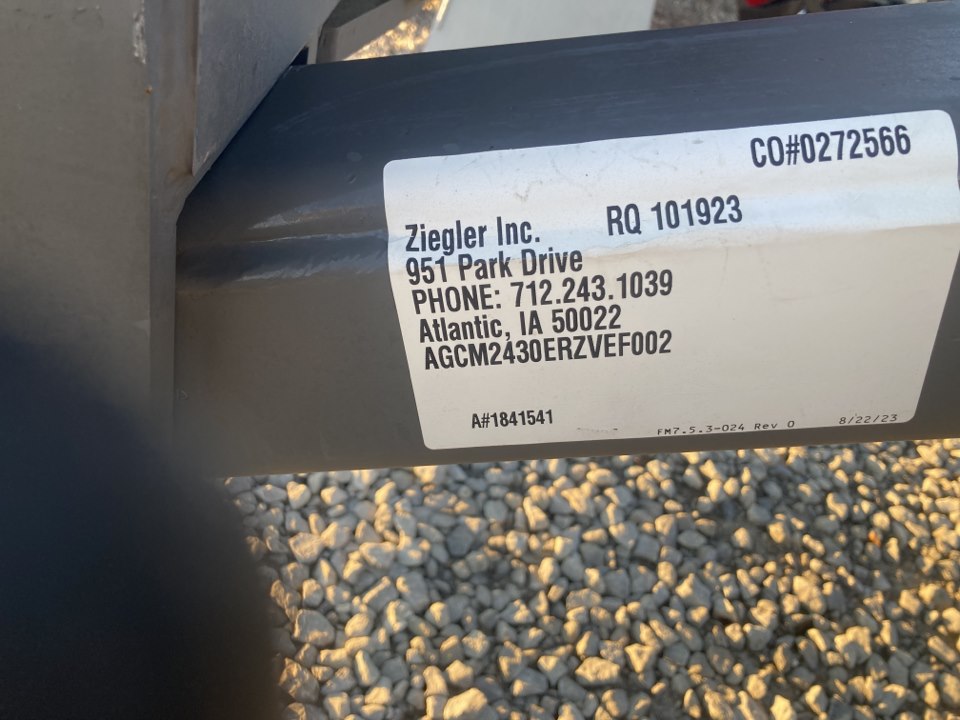 CO#0272566
Ziegler Inc. RQ 101923
951 Park Drive
PHONE: 712.243.1039
Atlantic, IA 50022
AGCM2430ERZVEF002
A#1841541
FM7.5.3-024 Rev 0 8/22/23